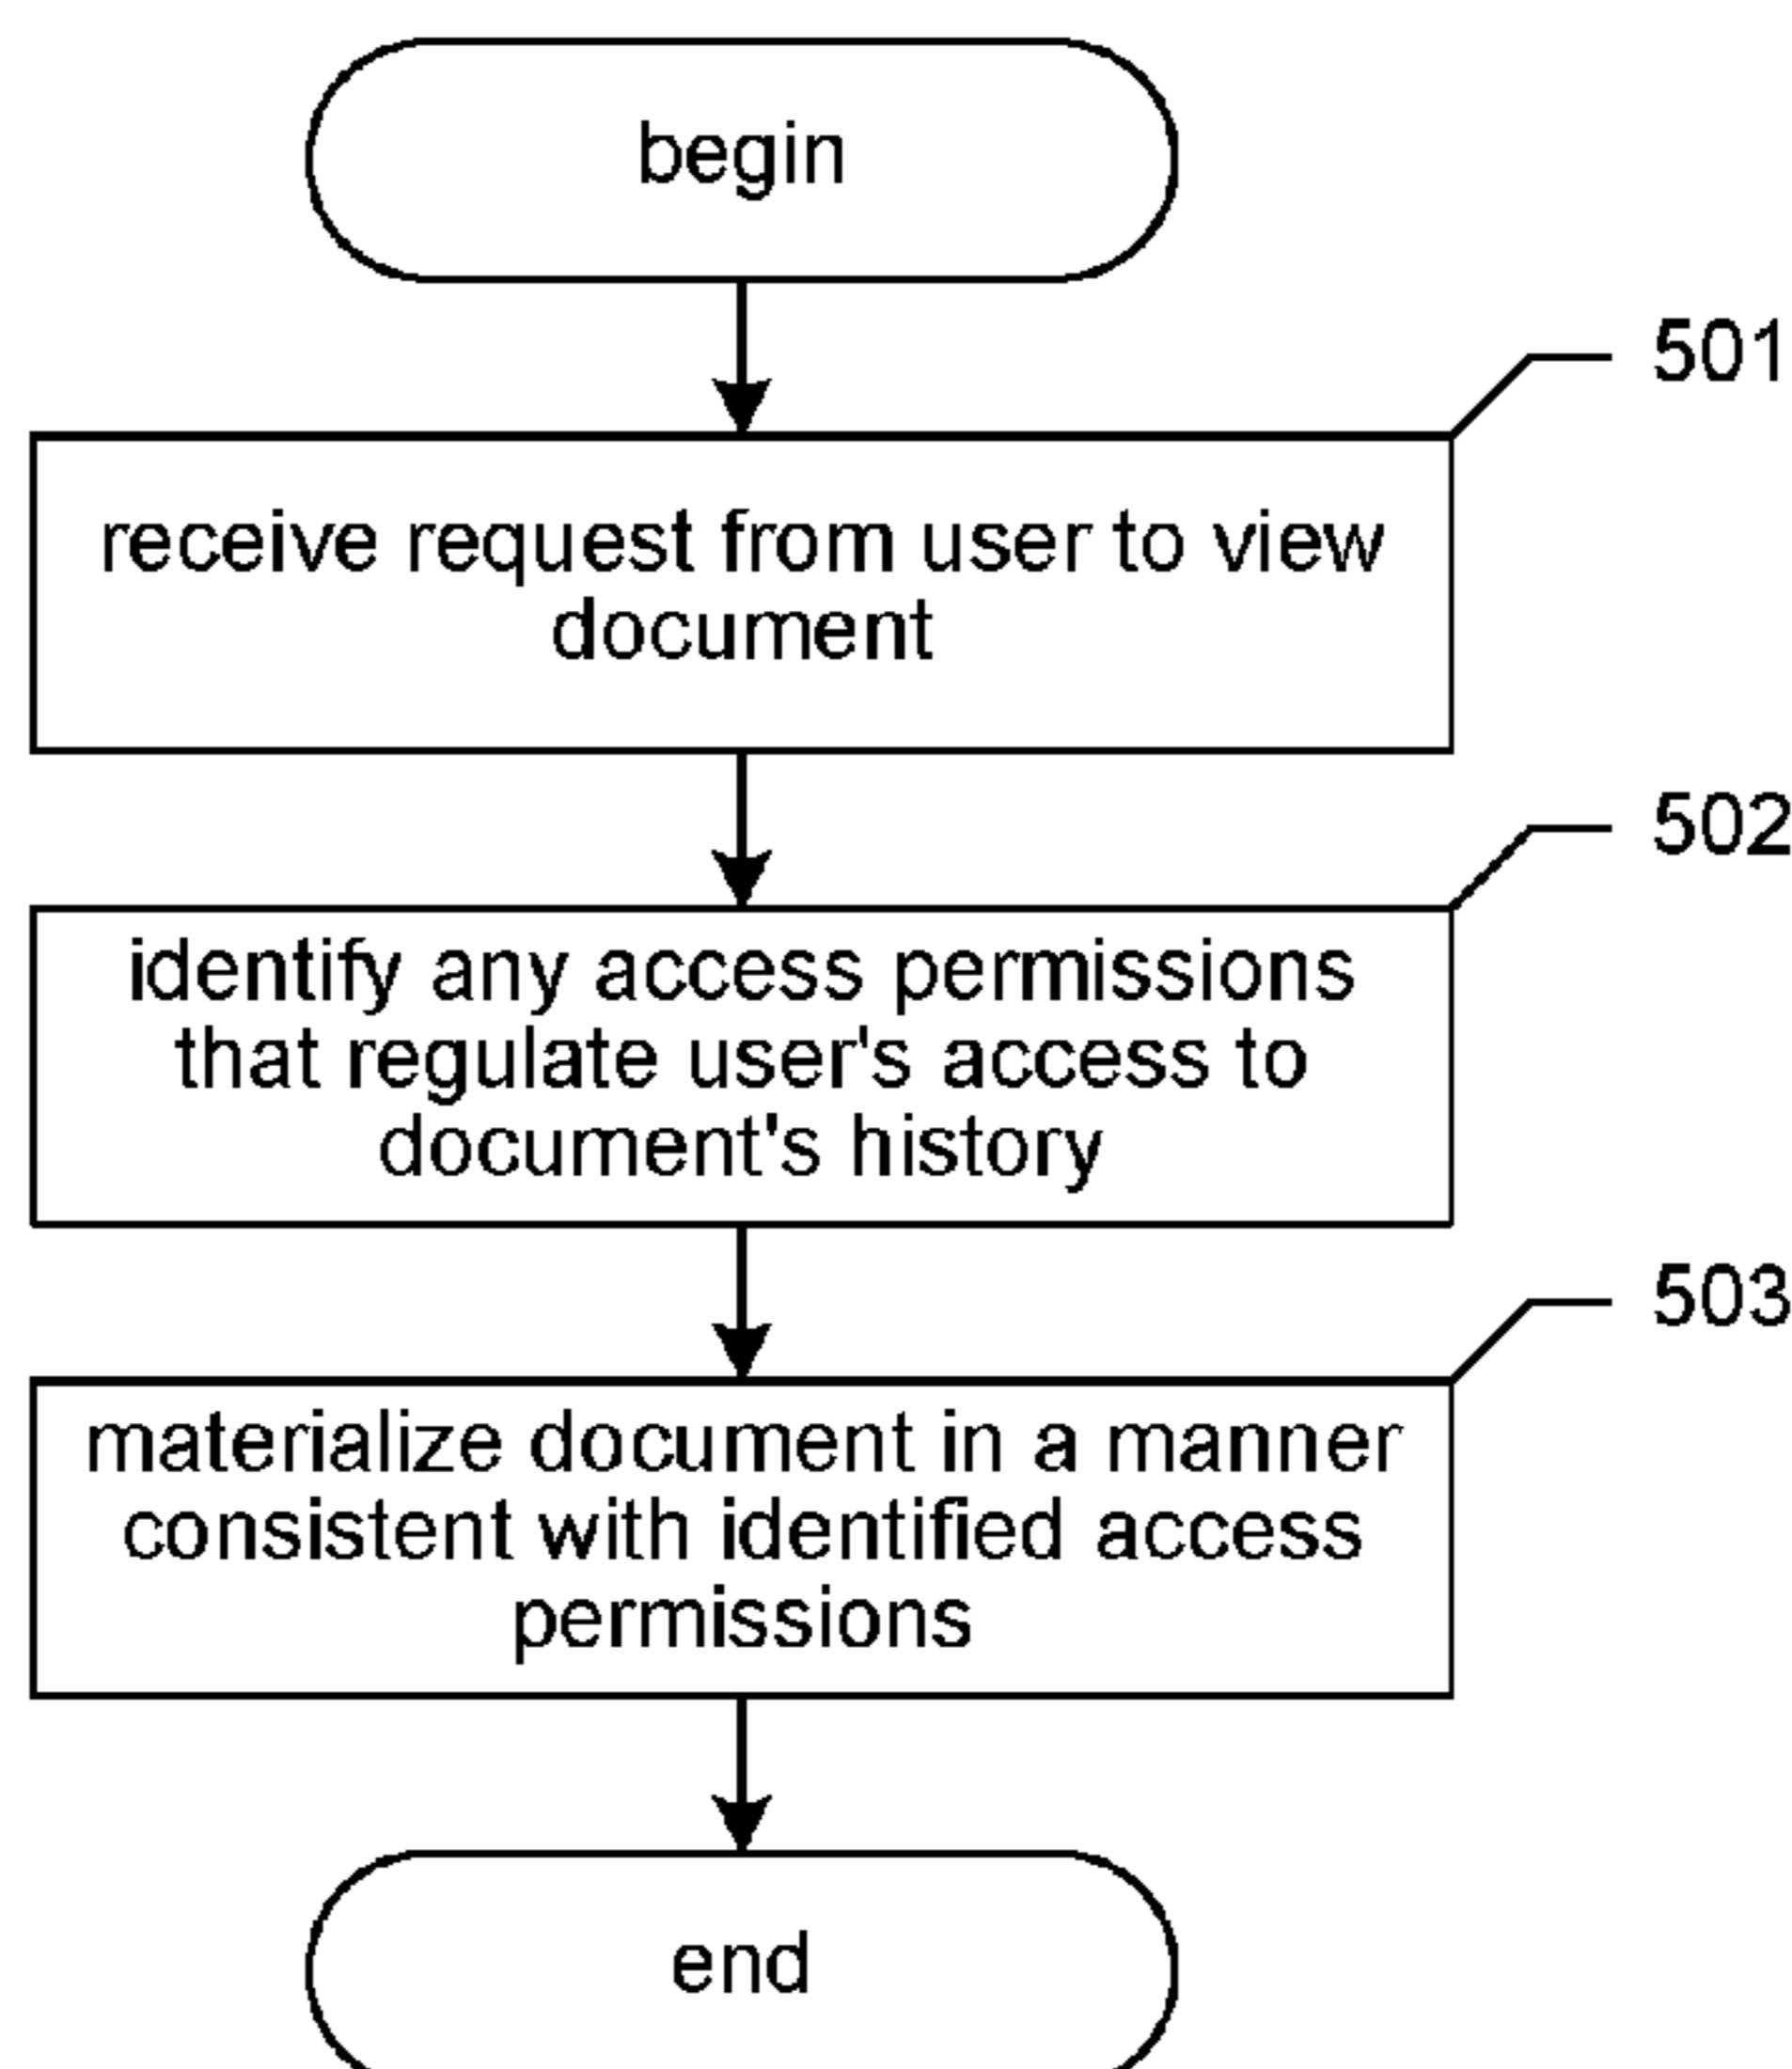 begin
501
receive request from user to view
document
502
identify any access permissions
that regulate user's access to
document's history
503
materialize document in a manner
consistent with identified access
permissions
end